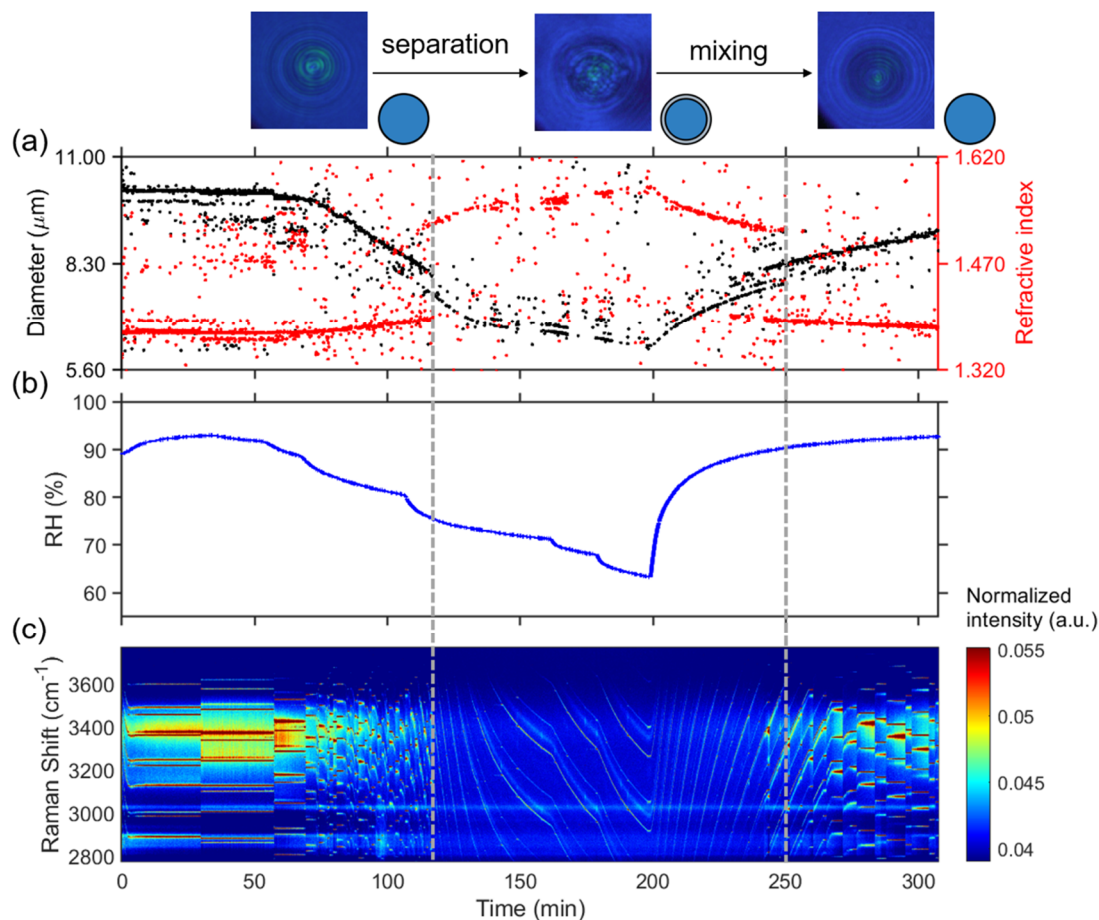 separation
mixing
(a)
11.00
8.30
5.60
Diameter (μm)
1.620
1.470
1.320
Refractive index
(b)
100
90
80
70
60
RH (%)
(c)
3600
3400
3200
3000
2800
Raman Shift (cm⁻¹)
0
50
100
150
200
250
300
Time (min)
Normalized
intensity (a.u.)
0.055
0.05
0.045
0.04